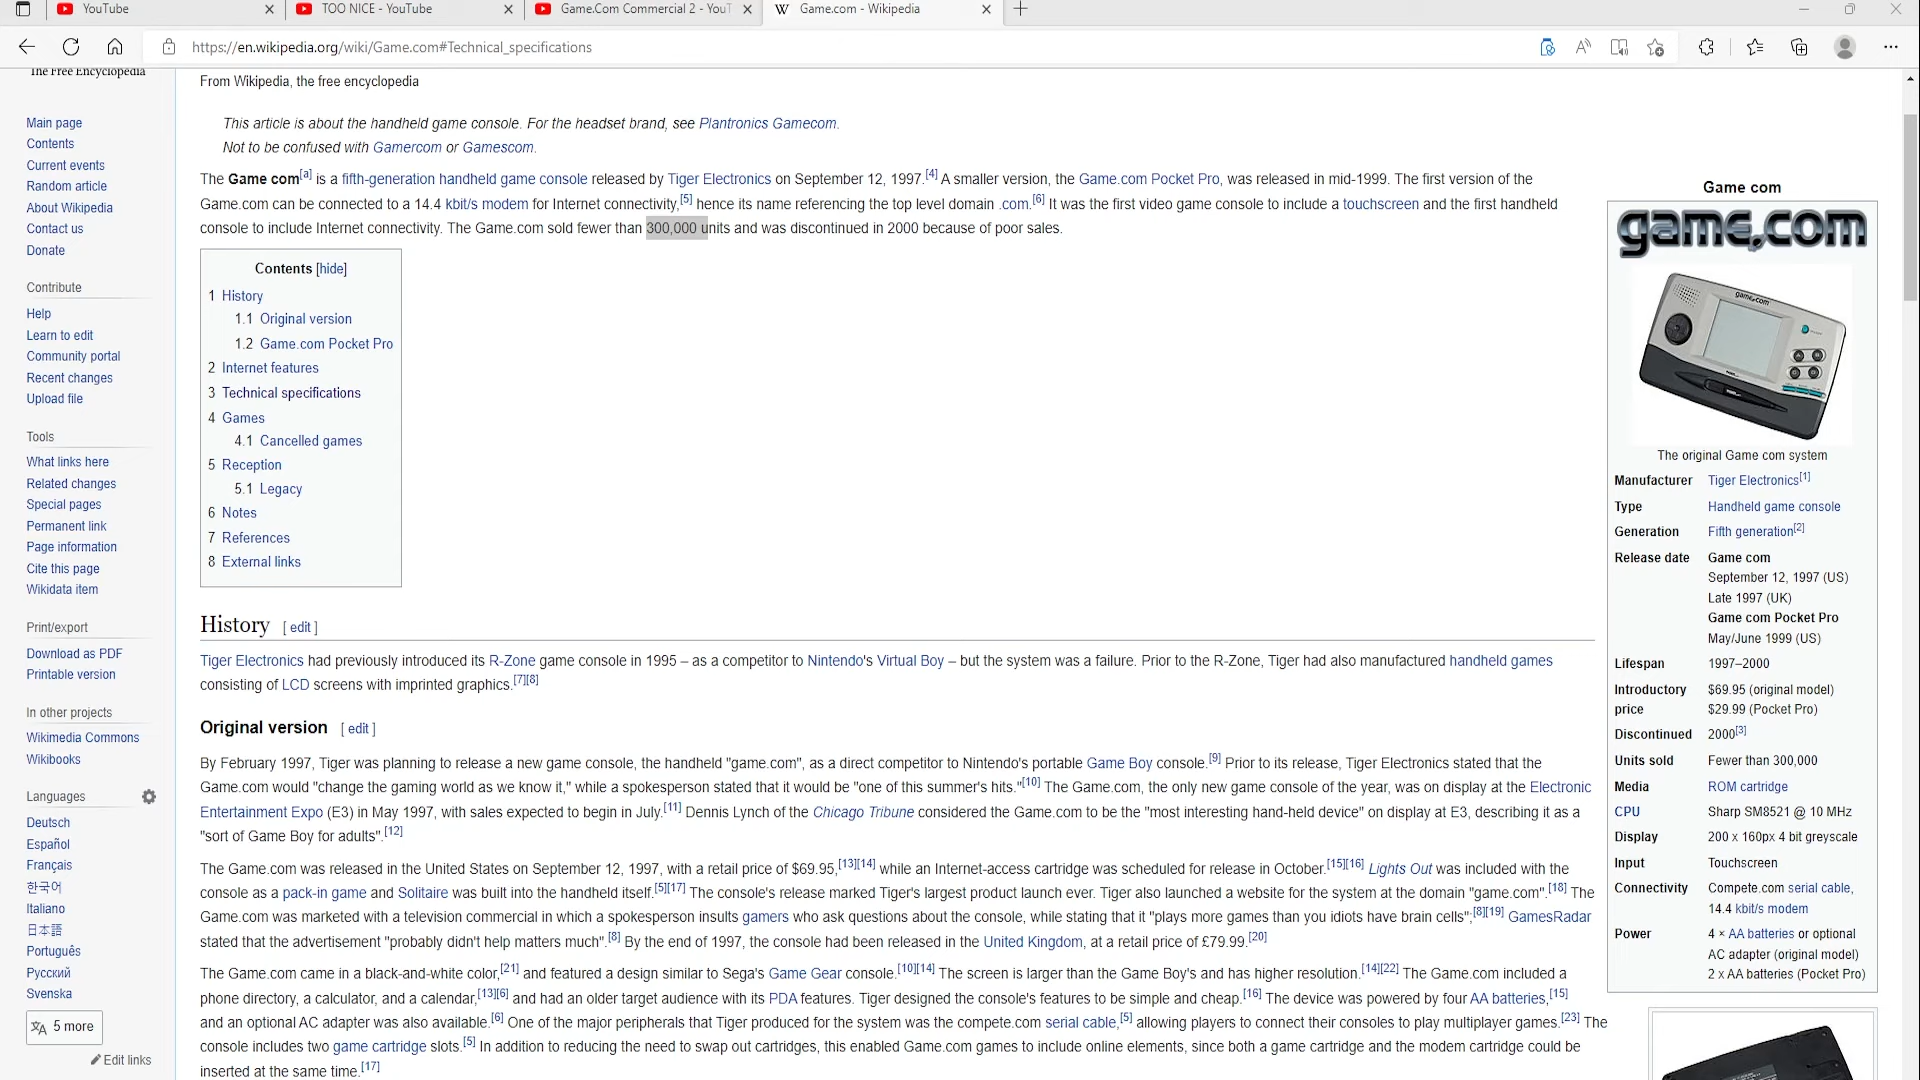 YouTube
TOO NICE - YouTube
Game.Com Commercial 2 - YouT
W Game.com - Wikipedia
https://en.wikipedia.org/wiki/Game.com#Technical_specifications
The Free Encyclopedia
Main page
Contents
Current events
Random article
About Wikipedia
Contact us
Donate
Contribute
Help
Learn to edit
Community portal
Recent changes
Upload file
Tools
What links here
Related changes
Special pages
Permanent link
Page information
Cite this page
Wikidata item
Print/export
Download as PDF
Printable version
In other projects
Wikimedia Commons
Wikibooks
Languages
Deutsch
Español
Français
한국어
Italiano
日本語
Português
Русский
Svenska
5 more
Edit links
From Wikipedia, the free encyclopedia
This article is about the handheld game console. For the headset brand, see Plantronics Gamecom.
Not to be confused with Gamercom or Gamescom.
The Game com[a] is a fifth-generation handheld game console released by Tiger Electronics on September 12, 1997.[4] A smaller version, the Game.com Pocket Pro, was released in mid-1999. The first version of the
Game.com can be connected to a 14.4 kbit/s modem for Internet connectivity,[5] hence its name referencing the top level domain .com.[6] It was the first video game console to include a touchscreen and the first handheld
console to include Internet connectivity. The Game.com sold fewer than 300,000 units and was discontinued in 2000 because of poor sales.
Contents [hide]
1 History
1.1 Original version
1.2 Game.com Pocket Pro
2 Internet features
3 Technical specifications
4 Games
4.1 Cancelled games
5 Reception
5.1 Legacy
6 Notes
7 References
8 External links
History [ edit ]
Tiger Electronics had previously introduced its R-Zone game console in 1995 – as a competitor to Nintendo's Virtual Boy – but the system was a failure. Prior to the R-Zone, Tiger had also manufactured handheld games
consisting of LCD screens with imprinted graphics.[7][8]
Original version [ edit ]
By February 1997, Tiger was planning to release a new game console, the handheld "game.com", as a direct competitor to Nintendo's portable Game Boy console.[9] Prior to its release, Tiger Electronics stated that the
Game.com would "change the gaming world as we know it," while a spokesperson stated that it would be "one of this summer's hits."[10] The Game.com, the only new game console of the year, was on display at the Electronic
Entertainment Expo (E3) in May 1997, with sales expected to begin in July.[11] Dennis Lynch of the Chicago Tribune considered the Game.com to be the "most interesting hand-held device" on display at E3, describing it as a
"sort of Game Boy for adults".[12]
The Game.com was released in the United States on September 12, 1997, with a retail price of $69.95,[13][14] while an Internet-access cartridge was scheduled for release in October.[15][16] Lights Out was included with the
console as a pack-in game and Solitaire was built into the handheld itself.[5][17] The console's release marked Tiger's largest product launch ever. Tiger also launched a website for the system at the domain "game.com".[18] The
Game.com was marketed with a television commercial in which a spokesperson insults gamers who ask questions about the console, while stating that it "plays more games than you idiots have brain cells";[8][19] GamesRadar
stated that the advertisement "probably didn't help matters much".[8] By the end of 1997, the console had been released in the United Kingdom, at a retail price of £79.99.[20]
The Game.com came in a black-and-white color,[21] and featured a design similar to Sega's Game Gear console.[10][14] The screen is larger than the Game Boy's and has higher resolution.[14][22] The Game.com included a
phone directory, a calculator, and a calendar,[13][6] and had an older target audience with its PDA features. Tiger designed the console's features to be simple and cheap.[16] The device was powered by four AA batteries,[15]
and an optional AC adapter was also available.[6] One of the major peripherals that Tiger produced for the system was the compete.com serial cable,[5] allowing players to connect their consoles to play multiplayer games.[23] The
console includes two game cartridge slots.[5] In addition to reducing the need to swap out cartridges, this enabled Game.com games to include online elements, since both a game cartridge and the modem cartridge could be
inserted at the same time.[17]
Game com
game.com
game.com
The original Game com system
Manufacturer Tiger Electronics[1]
Type Handheld game console
Generation Fifth generation[2]
Release date Game com
September 12, 1997 (US)
Late 1997 (UK)
Game com Pocket Pro
May/June 1999 (US)
Lifespan 1997–2000
Introductory $69.95 (original model)
price $29.99 (Pocket Pro)
Discontinued 2000[3]
Units sold Fewer than 300,000
Media ROM cartridge
CPU Sharp SM8521 @ 10 MHz
Display 200 x 160px 4 bit greyscale
Input Touchscreen
Connectivity Compete.com serial cable,
14.4 kbit/s modem
Power 4 × AA batteries or optional
AC adapter (original model)
2 x AA batteries (Pocket Pro)